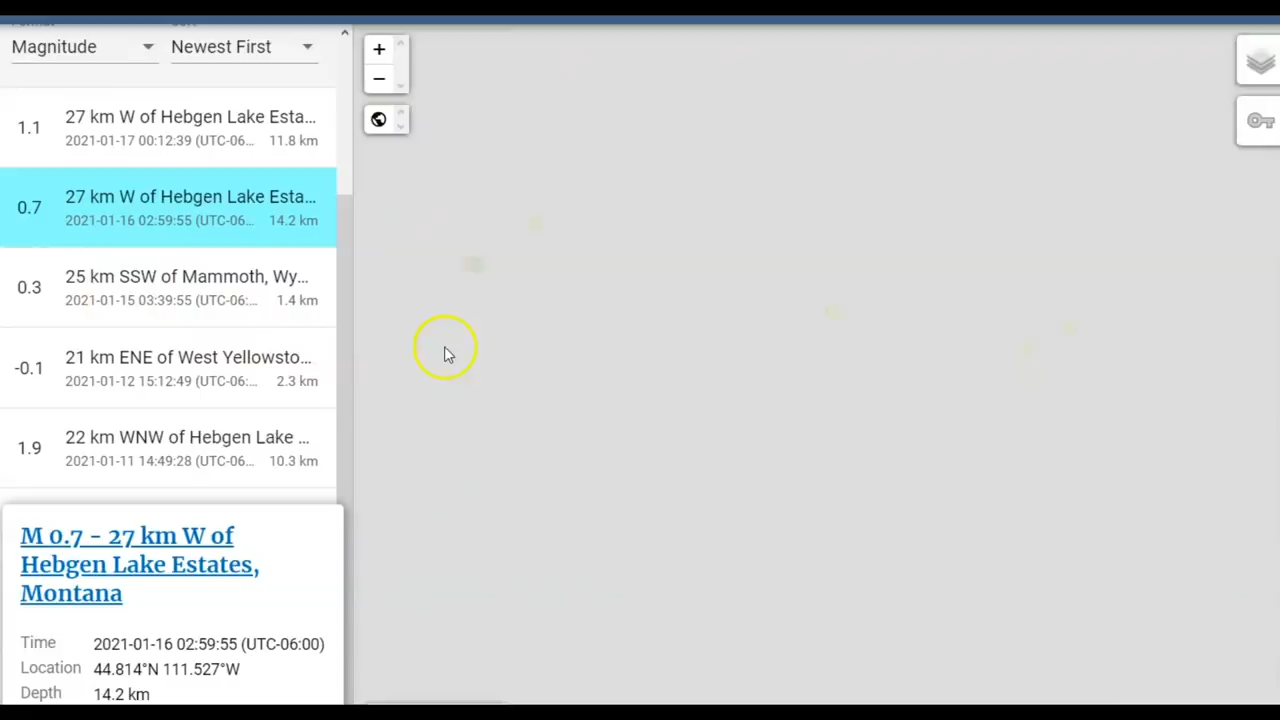 Magnitude
Newest First
1.1
27 km W of Hebgen Lake Esta...
2021-01-17 00:12:39 (UTC-06...
11.8 km
0.7
27 km W of Hebgen Lake Esta...
2021-01-16 02:59:55 (UTC-06...
14.2 km
0.3
25 km SSW of Mammoth, Wy...
2021-01-15 03:39:55 (UTC-06:...
1.4 km
-0.1
21 km ENE of West Yellowsto...
2021-01-12 15:12:49 (UTC-06:...
2.3 km
1.9
22 km WNW of Hebgen Lake ...
2021-01-11 14:49:28 (UTC-06...
10.3 km
M 0.7 - 27 km W of
Hebgen Lake Estates,
Montana
Time 2021-01-16 02:59:55 (UTC-06:00)
Location 44.814°N 111.527°W
Depth 14.2 km
+
−